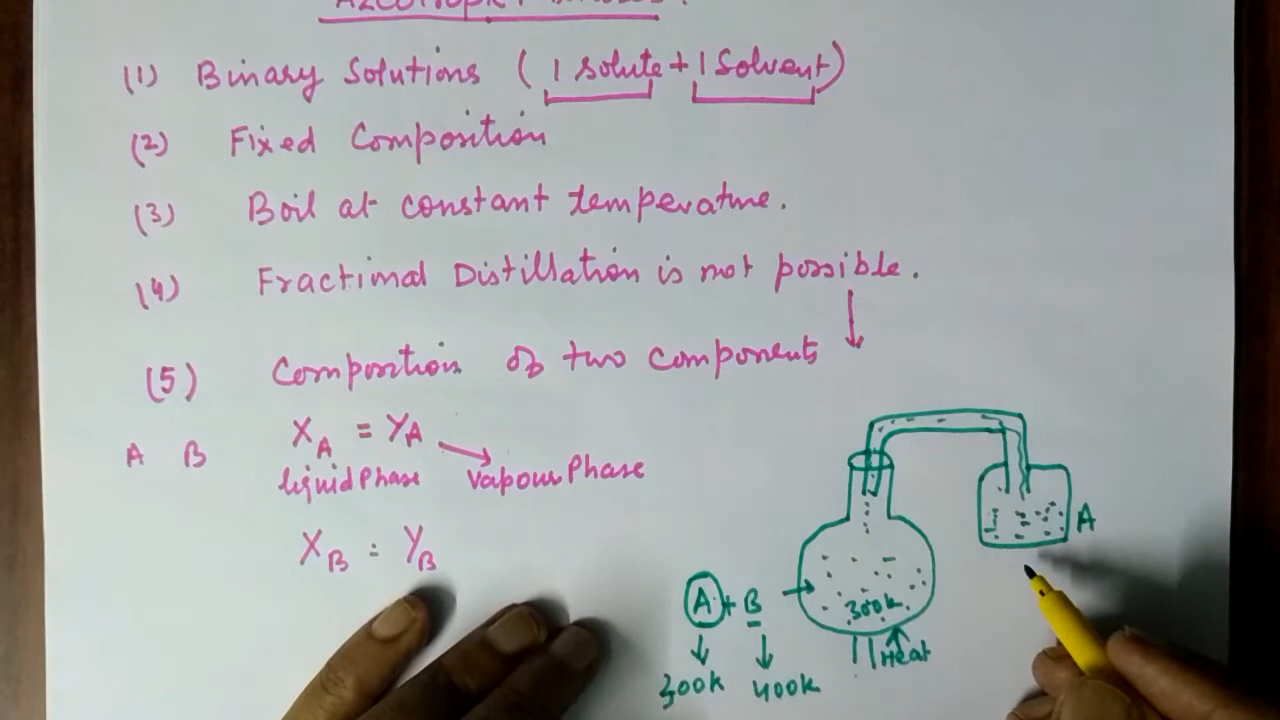 (1) Binary Solutions (1 Solute + 1 Solvent)
(2) Fixed Composition
(3) Boil at constant temperature.
(4) Fractional Distillation is not possible.
(5) Composition of two components
A B X_A = Y_A
liquid Phase Vapour Phase
X_B = Y_B
A
A + B
300k
Heat
300k 400k